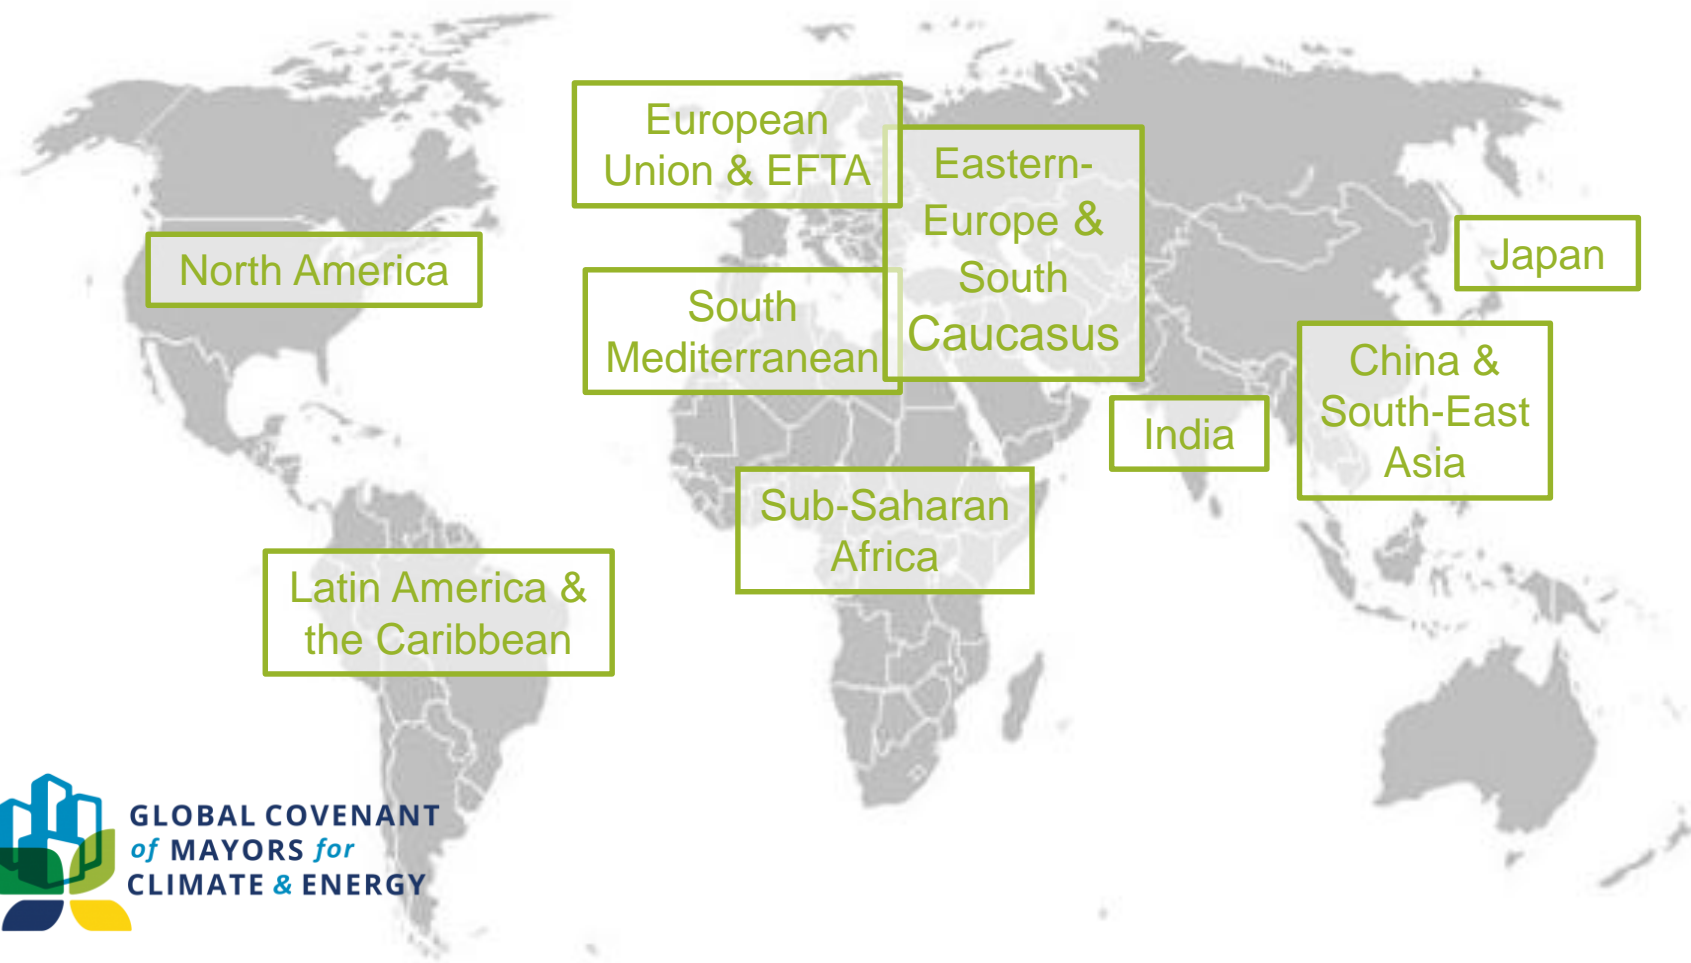 European
Union & EFTA
Eastern-
Europe &
South
Caucasus
North America
Japan
South
Mediterranean
China &
South-East
Asia
India
Sub-Saharan
Africa
Latin America &
the Caribbean
GLOBAL COVENANT
of MAYORS for
CLIMATE & ENERGY